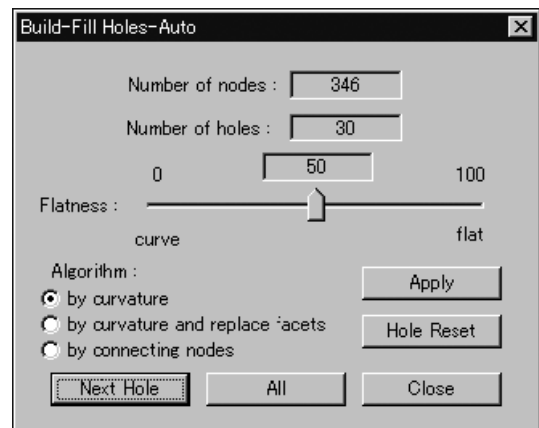 Build-Fill Holes-Auto
Number of nodes : 346
Number of holes : 30
0 50 100
Flatness :
curve flat
Algorithm :
by curvature
by curvature and replace facets
by connecting nodes
Apply
Hole Reset
Next Hole All Close